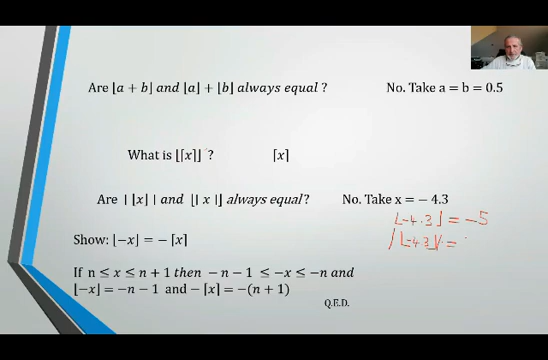 Are ⌊a + b⌋ and ⌊a⌋ + ⌊b⌋ always equal ? No. Take a = b = 0.5
What is ⌊⌈x⌉⌋ ? ⌈x⌉
Are | ⌊x⌋ | and ⌊| x |⌋ always equal? No. Take x = – 4.3
⌊-4.3⌋ = -5
|⌊-4.3⌋| =
Show: ⌊−x⌋ = − ⌈x⌉
If n ≤ x ≤ n + 1 then − n − 1 ≤ −x ≤ −n and
⌊−x⌋ = −n − 1 and − ⌈x⌉ = −(n + 1)
Q.E.D.